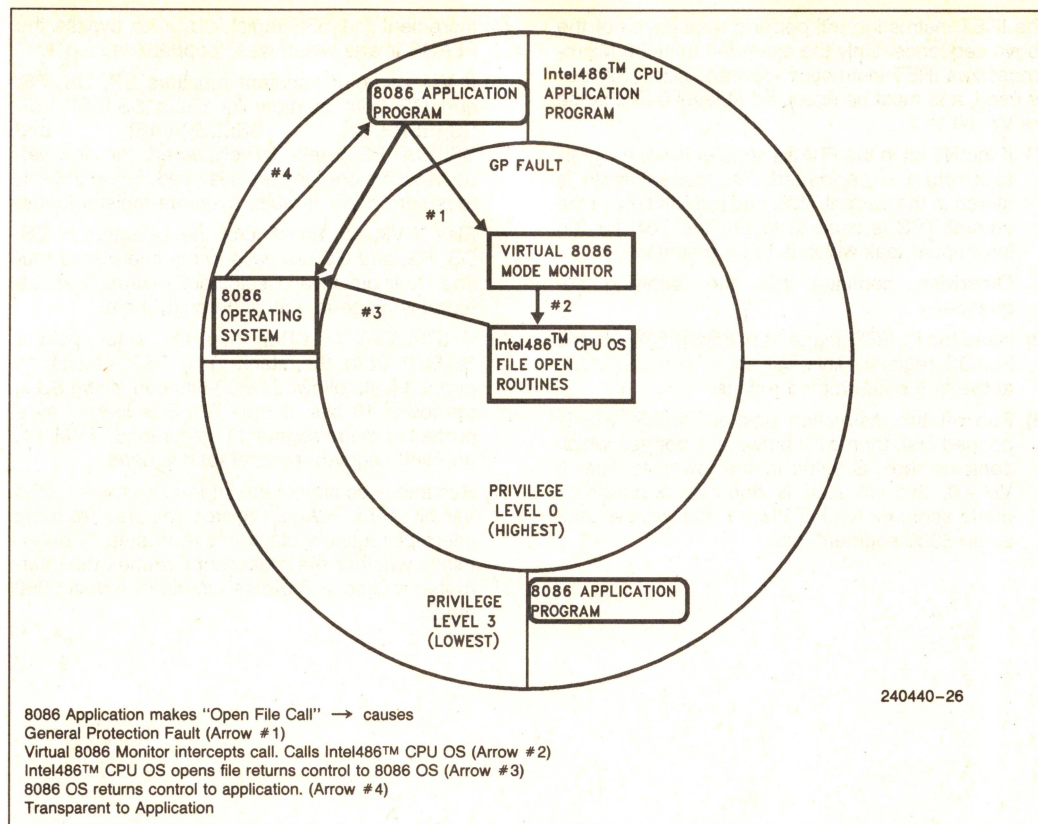 Intel486™ CPU
APPLICATION
PROGRAM
8086 APPLICATION
PROGRAM
GP FAULT
#4
#1
VIRTUAL 8086
MODE MONITOR
8086
OPERATING
SYSTEM
#3
#2
Intel486™ CPU OS
FILE OPEN
ROUTINES
PRIVILEGE
LEVEL 0
(HIGHEST)
8086 APPLICATION
PROGRAM
PRIVILEGE
LEVEL 3
(LOWEST)
240440–26
8086 Application makes "Open File Call" → causes
General Protection Fault (Arrow #1)
Virtual 8086 Monitor intercepts call. Calls Intel486™ CPU OS (Arrow #2)
Intel486™ CPU OS opens file returns control to 8086 OS (Arrow #3)
8086 OS returns control to application. (Arrow #4)
Transparent to Application